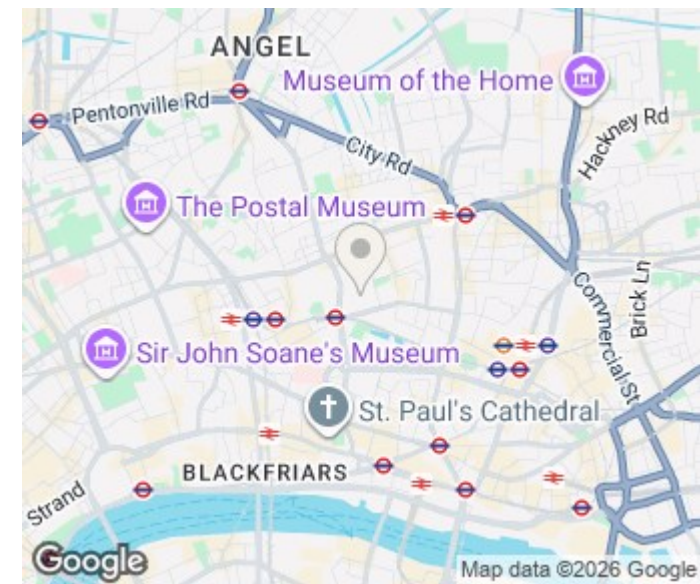 ANGEL
Museum of the Home
Pentonville Rd
Hackney Rd
City Rd
The Postal Museum
Commercial St
Brick Ln
Sir John Soane's Museum
St. Paul's Cathedral
BLACKFRIARS
Strand
Google
Map data ©2026 Google